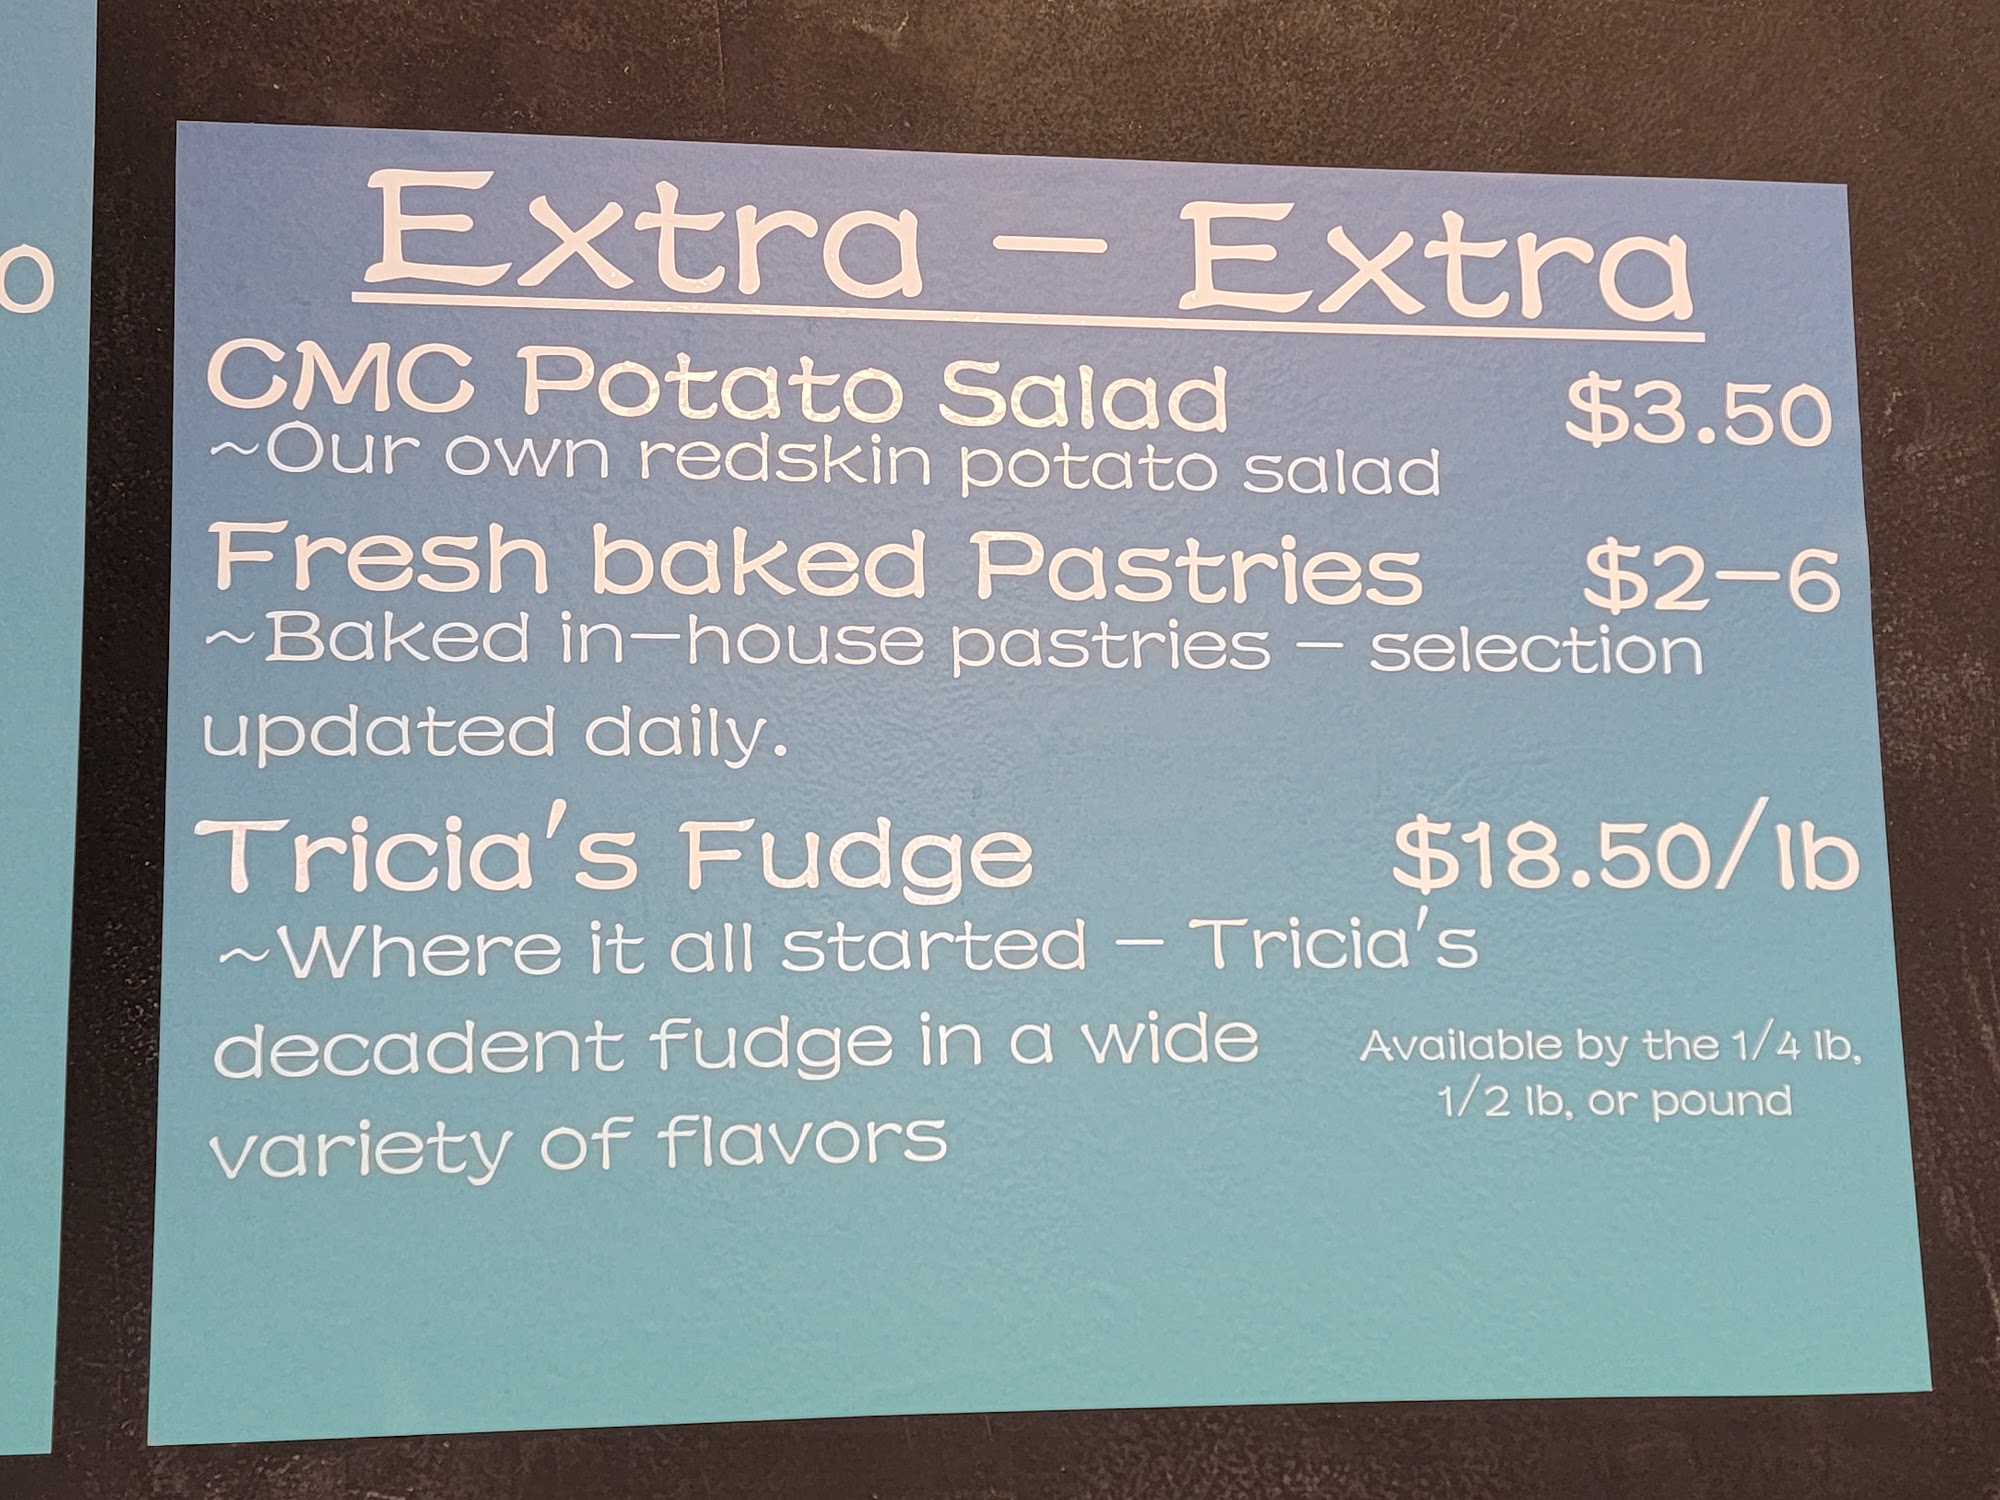 Extra - Extra
CMC Potato Salad $3.50
~Our own redskin potato salad
Fresh baked Pastries $2-6
~Baked in-house pastries - selection
updated daily.
Tricia's Fudge $18.50/lb
~Where it all started - Tricia's
decadent fudge in a wide
variety of flavors
Available by the 1/4 lb,
1/2 lb, or pound